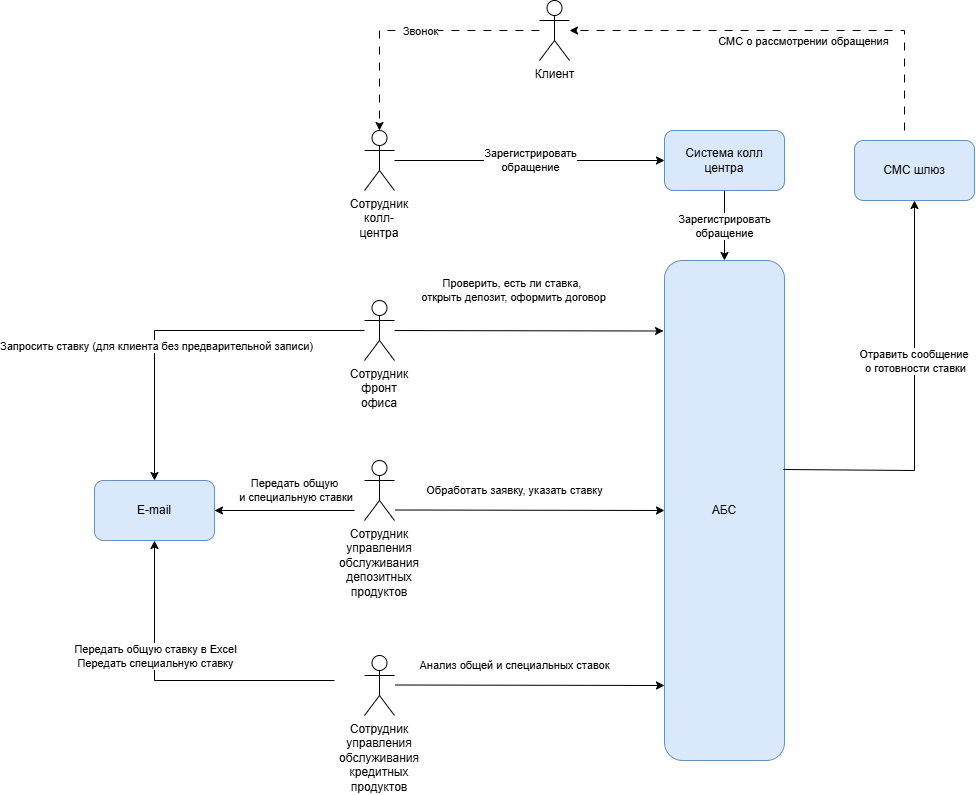 Звонок
СМС о рассмотрении обращения
Клиент
Зарегистрировать
обращение
Система колл
центра
СМС шлюз
Сотрудник
колл-
центра
Зарегистрировать
обращение
Проверить, есть ли ставка,
открыть депозит, оформить договор
Запросить ставку (для клиента без предварительной записи)
Сотрудник
фронт
офиса
Отравить сообщение
о готовности ставки
Передать общую
и специальную ставки
Обработать заявку, указать ставку
E-mail
АБС
Сотрудник
управления
обслуживания
депозитных
продуктов
Передать общую ставку в Excel
Передать специальную ставку
Анализ общей и специальных ставок
Сотрудник
управления
обслуживания
кредитных
продуктов